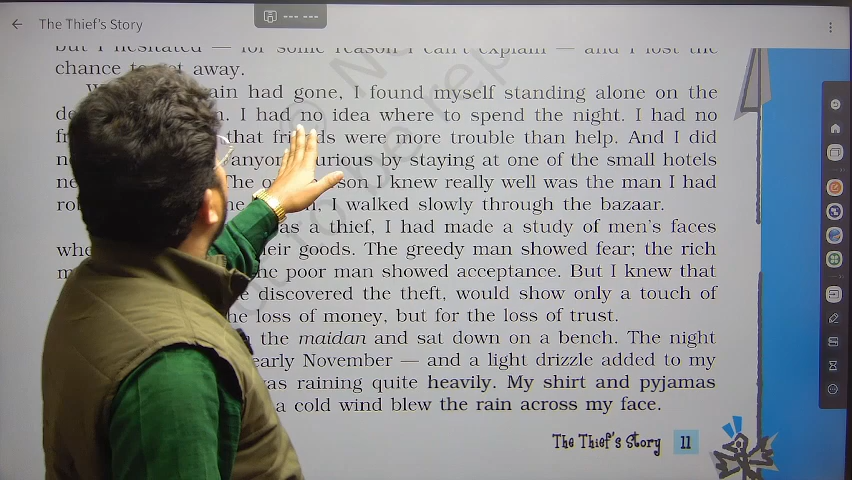 The Thief's Story
but I hesitated — for some reason I can't explain — and I lost the
chance to get away.
ain had gone, I found myself standing alone on the
de n. I had no idea where to spend the night. I had no
that friends were more trouble than help. And I did
anyone curious by staying at one of the small hotels
The o son I knew really well was the man I had
ro , I walked slowly through the bazaar.
as a thief, I had made a study of men's faces
whe eir goods. The greedy man showed fear; the rich
m he poor man showed acceptance. But I knew that
e discovered the theft, would show only a touch of
he loss of money, but for the loss of trust.
the maidan and sat down on a bench. The night
early November — and a light drizzle added to my
as raining quite heavily. My shirt and pyjamas
a cold wind blew the rain across my face.
The Thief's Story 11